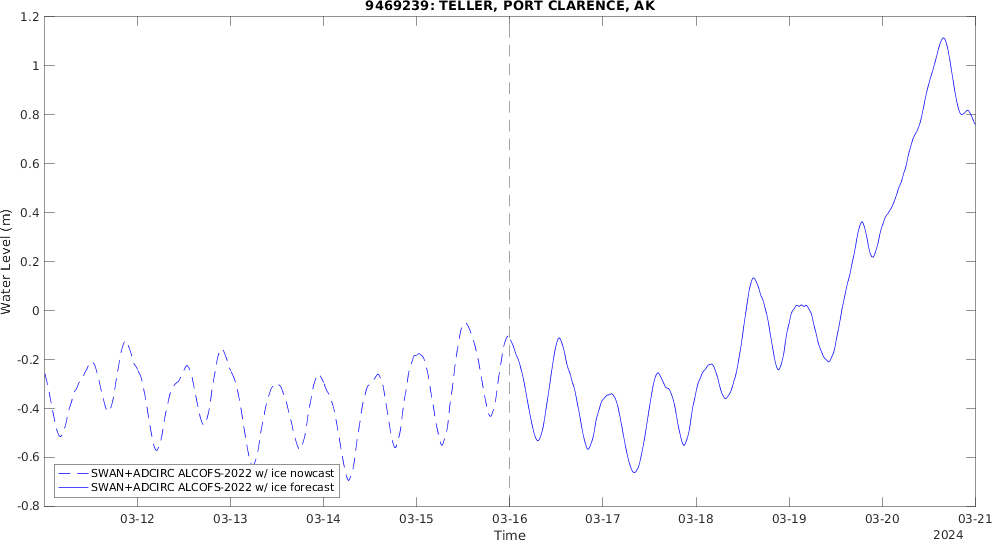 9469239: TELLER, PORT CLARENCE, AK
Water Level (m)
1.2
1
0.8
0.6
0.4
0.2
0
-0.2
-0.4
-0.6
-0.8
SWAN+ADCIRC ALCOFS-2022 w/ ice nowcast
SWAN+ADCIRC ALCOFS-2022 w/ ice forecast
03-12 03-13 03-14 03-15 03-16 03-17 03-18 03-19 03-20 03-21
Time
2024